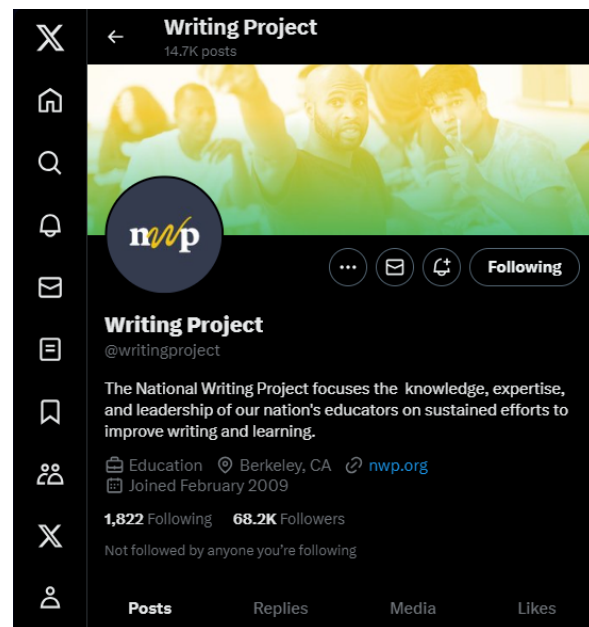 Writing Project
14.7K posts
nwp
Following
Writing Project
@writingproject
The National Writing Project focuses the knowledge, expertise,
and leadership of our nation's educators on sustained efforts to
improve writing and learning.
Education Berkeley, CA nwp.org
Joined February 2009
1,822 Following 68.2K Followers
Not followed by anyone you're following
Posts Replies Media Likes